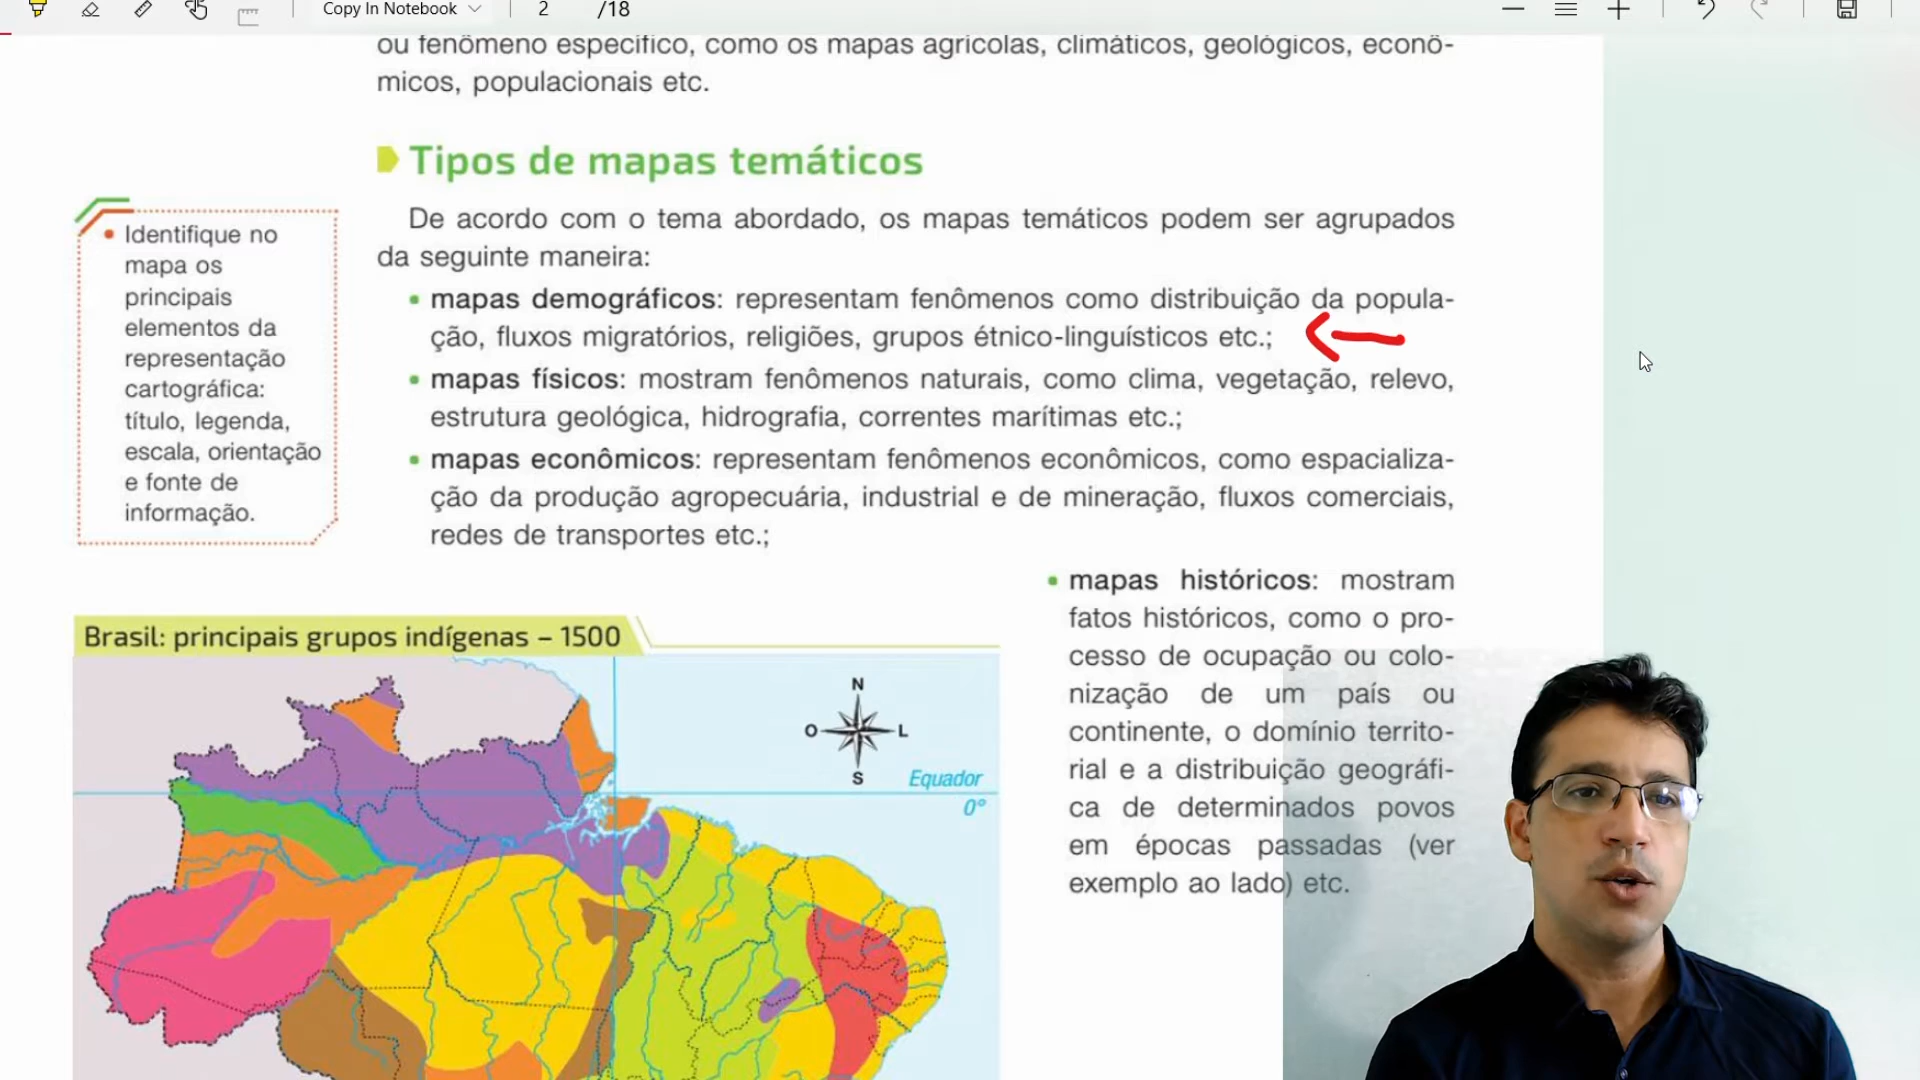 Copy In Notebook
2 /18
ou fenômeno específico, como os mapas agrícolas, climáticos, geológicos, econô-
micos, populacionais etc.
Tipos de mapas temáticos
De acordo com o tema abordado, os mapas temáticos podem ser agrupados
da seguinte maneira:
• mapas demográficos: representam fenômenos como distribuição da popula-
ção, fluxos migratórios, religiões, grupos étnico-linguísticos etc.;
• mapas físicos: mostram fenômenos naturais, como clima, vegetação, relevo,
estrutura geológica, hidrografia, correntes marítimas etc.;
• mapas econômicos: representam fenômenos econômicos, como espacializa-
ção da produção agropecuária, industrial e de mineração, fluxos comerciais,
redes de transportes etc.;
• Identifique no
mapa os
principais
elementos da
representação
cartográfica:
título, legenda,
escala, orientação
e fonte de
informação.
• mapas históricos: mostram
fatos históricos, como o pro-
cesso de ocupação ou colo-
nização de um país ou
continente, o domínio territo-
rial e a distribuição geográfi-
ca de determinados povos
em épocas passadas (ver
exemplo ao lado) etc.
Brasil: principais grupos indígenas – 1500
N
O L
S
Equador
0°